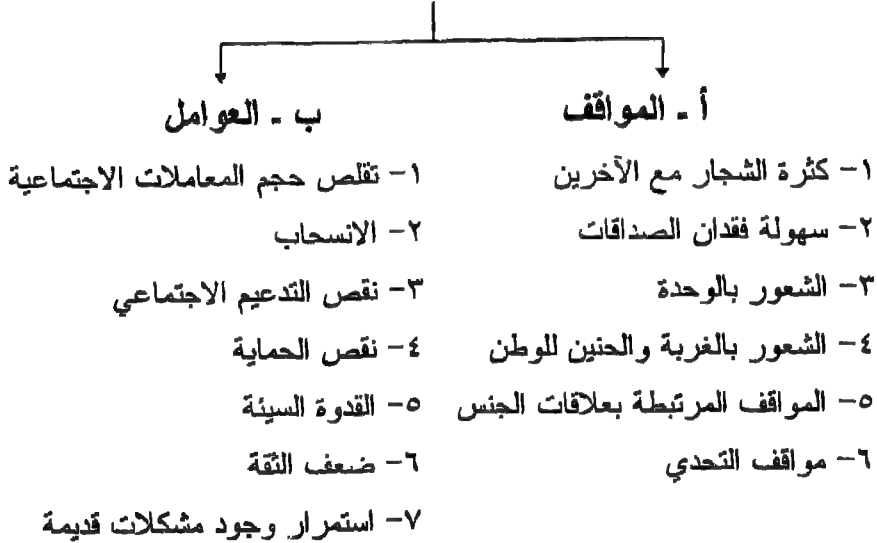 أ - المواقف
١- كثرة الشجار مع الآخرين
٢- سهولة فقدان الصداقات
٣- الشعور بالوحدة
٤- الشعور بالغربة والحنين للوطن
٥- المواقف المرتبطة بعلاقات الجنس
٦- مواقف التحدي
ب - العوامل
١- تقلص حجم المعاملات الاجتماعية
٢- الانسحاب
٣- نقص التدعيم الاجتماعي
٤- نقص الحماية
٥- القدوة السيئة
٦- ضعف الثقة
٧- استمرار وجود مشكلات قديمة